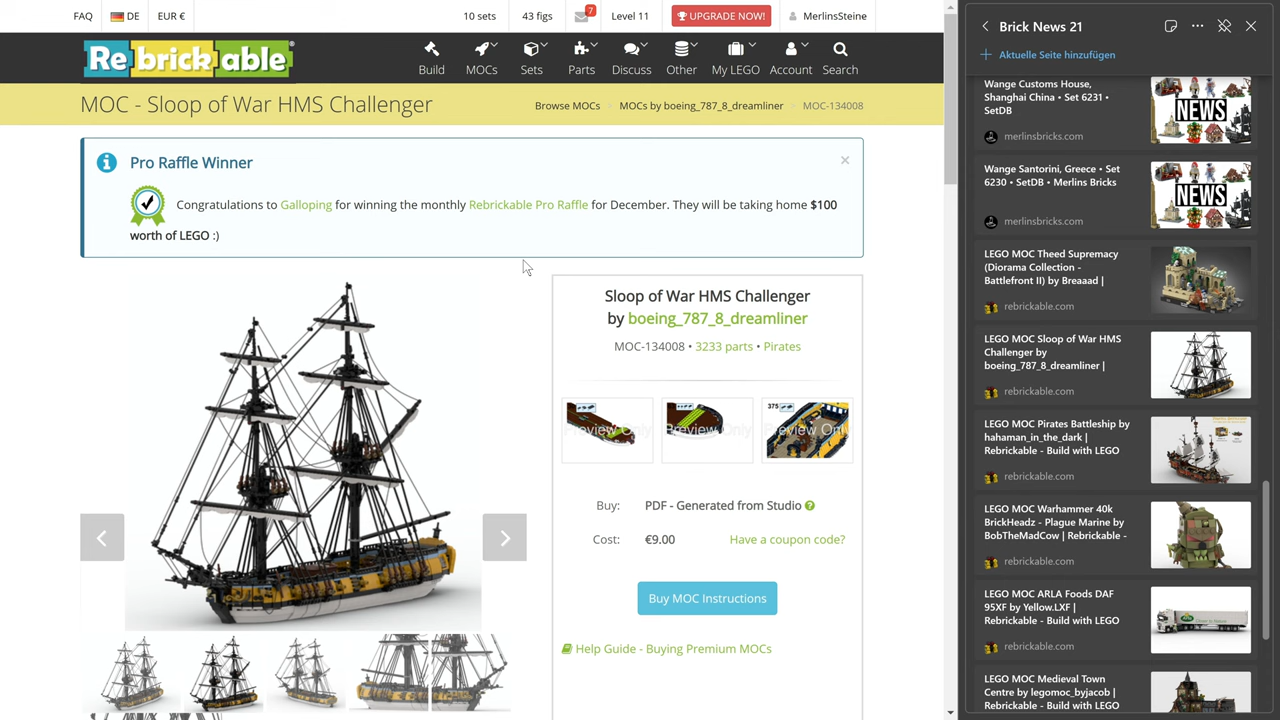 FAQ DE EUR € 10 sets 43 figs 7 Level 11 UPGRADE NOW! MerlinsSteine
Rebrickable®
Build MOCs Sets Parts Discuss Other My LEGO Account Search
MOC - Sloop of War HMS Challenger
Browse MOCs MOCs by boeing_787_8_dreamliner MOC-134008
Pro Raffle Winner ×
Congratulations to Galloping for winning the monthly Rebrickable Pro Raffle for December. They will be taking home $100
worth of LEGO :)
Sloop of War HMS Challenger
by boeing_787_8_dreamliner
MOC-134008 • 3233 parts • Pirates
Preview Only Preview Only 375 Preview Only
Buy: PDF - Generated from Studio ?
Cost: €9.00 Have a coupon code?
Buy MOC Instructions
Help Guide - Buying Premium MOCs
Brick News 21
Aktuelle Seite hinzufügen
Wange Customs House,
Shanghai China • Set 6231 •
SetDB
merlinsbricks.com
NEWS
Wange Santorini, Greece • Set
6230 • SetDB • Merlins Bricks
merlinsbricks.com
NEWS
LEGO MOC Theed Supremacy
(Diorama Collection -
Battlefront II) by Breaaad |
rebrickable.com
LEGO MOC Sloop of War HMS
Challenger by
boeing_787_8_dreamliner |
rebrickable.com
LEGO MOC Pirates Battleship by
hahaman_in_the_dark |
Rebrickable - Build with LEGO
rebrickable.com
LEGO MOC Warhammer 40k
BrickHeadz - Plague Marine by
BobTheMadCow | Rebrickable -
rebrickable.com
LEGO MOC ARLA Foods DAF
95XF by Yellow.LXF |
Rebrickable - Build with LEGO
rebrickable.com
LEGO MOC Medieval Town
Centre by legomoc_byjacob |
Rebrickable - Build with LEGO